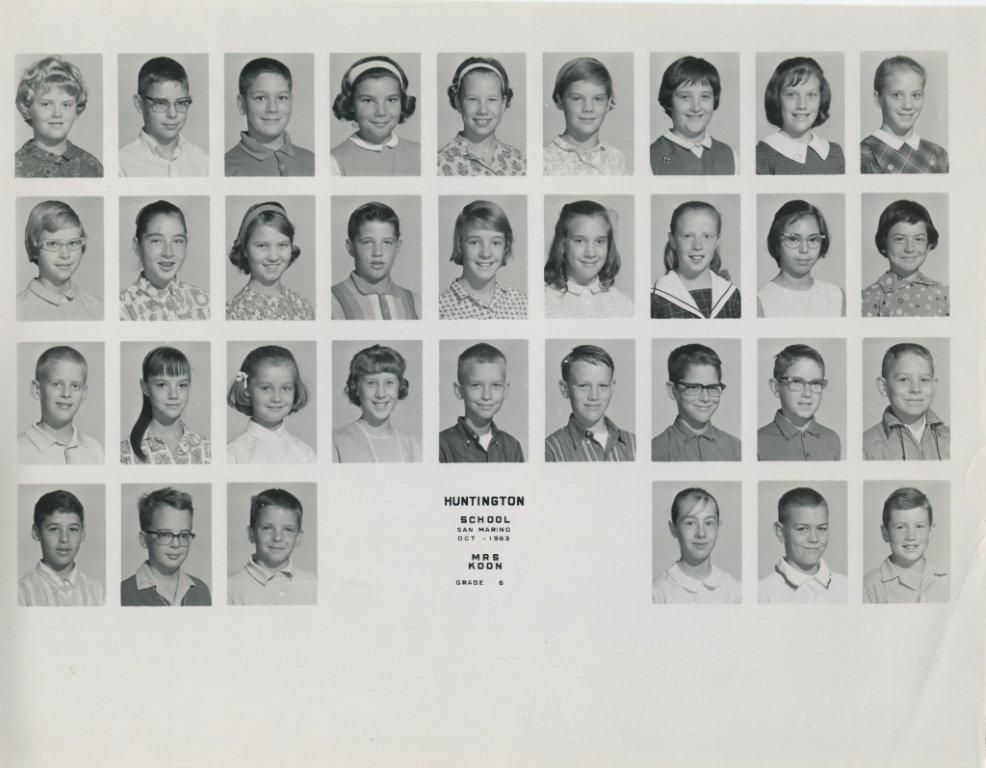 HUNTINGTON
SCHOOL
SAN MARINO
OCT - 1963
MRS
KOON
GRADE 6